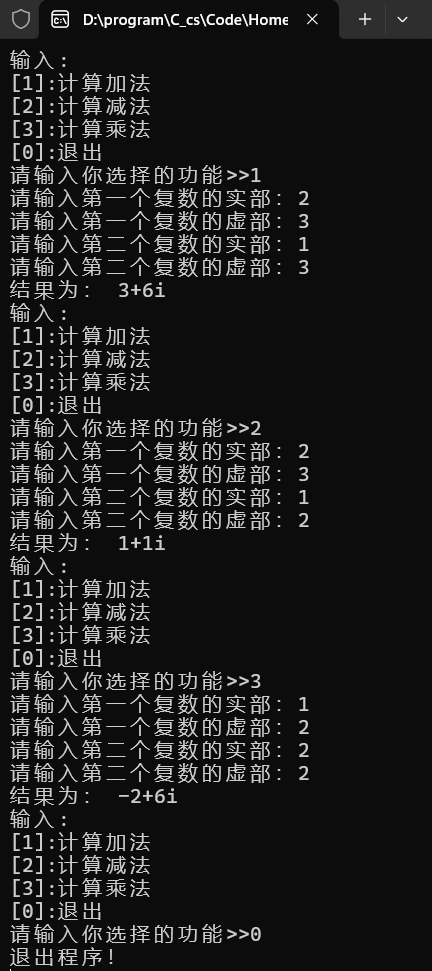 D:\program\C_cs\Code\Home
输入:
[1]:计算加法
[2]:计算减法
[3]:计算乘法
[0]:退出
请输入你选择的功能>>1
请输入第一个复数的实部: 2
请输入第一个复数的虚部: 3
请输入第二个复数的实部: 1
请输入第二个复数的虚部: 3
结果为:  3+6i
输入:
[1]:计算加法
[2]:计算减法
[3]:计算乘法
[0]:退出
请输入你选择的功能>>2
请输入第一个复数的实部: 2
请输入第一个复数的虚部: 3
请输入第二个复数的实部: 1
请输入第二个复数的虚部: 2
结果为:  1+1i
输入:
[1]:计算加法
[2]:计算减法
[3]:计算乘法
[0]:退出
请输入你选择的功能>>3
请输入第一个复数的实部: 1
请输入第一个复数的虚部: 2
请输入第二个复数的实部: 2
请输入第二个复数的虚部: 2
结果为:  -2+6i
输入:
[1]:计算加法
[2]:计算减法
[3]:计算乘法
[0]:退出
请输入你选择的功能>>0
退出程序!